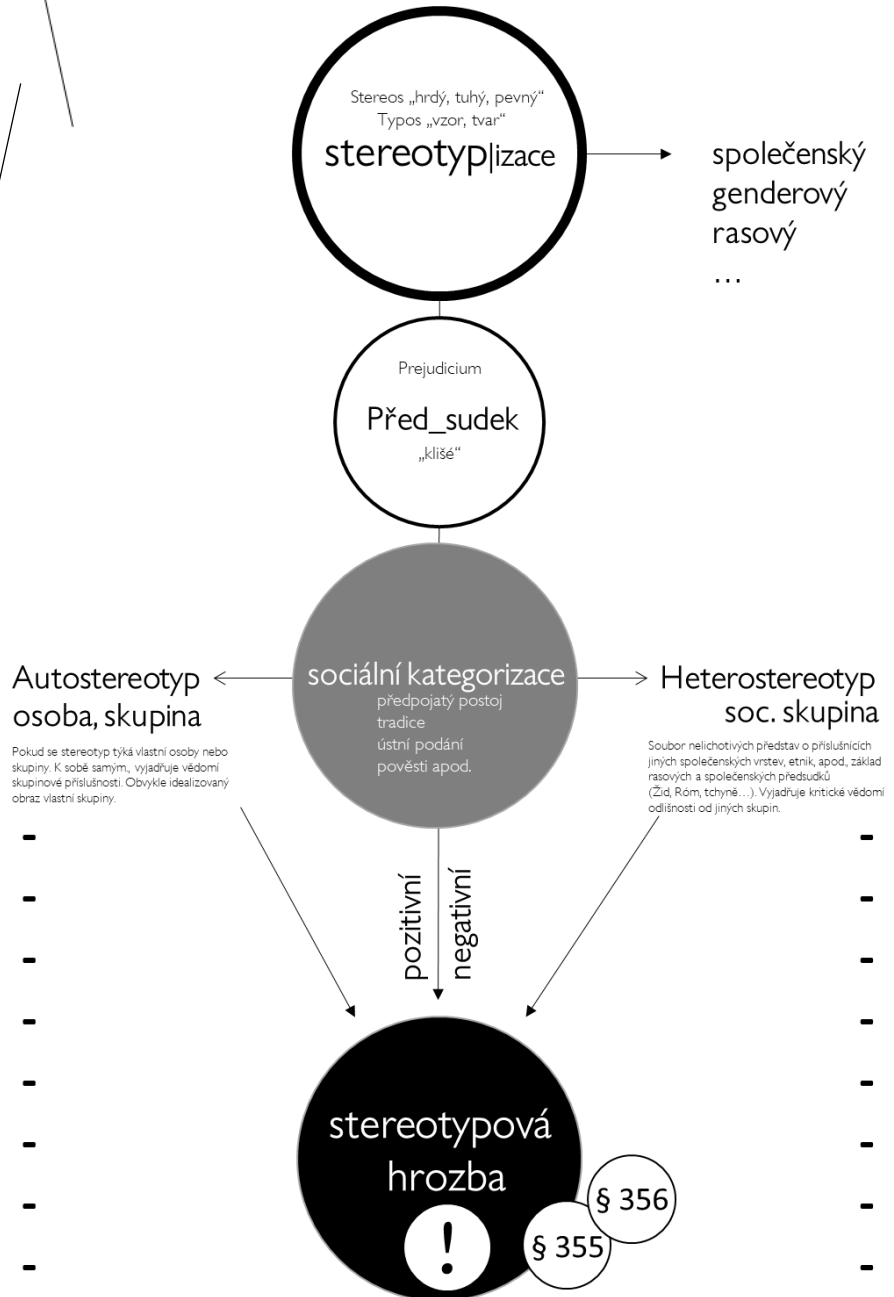 Stereos „hrdý, tuhý, pevný“
Typos „vzor, tvar“
stereotyp|izace
společenský
genderový
rasový
...
Prejudicium
Před_sudek
„klišé“
sociální kategorizace
předpojatý postoj
tradice
ústní podání
pověsti apod.
Autostereotyp
osoba, skupina
Pokud se stereotyp týká vlastní osoby nebo
skupiny. K sobě samým, vyjadřuje vědomí
skupinové příslušnosti. Obvykle idealizovaný
obraz vlastní skupiny.
Heterostereotyp
soc. skupina
Soubor nelichotivých představ o příslušnících
jiných společenských vrstev, etnik, apod., základ
rasových a společenských předsudků
(Žid, Róm, tchyně…). Vyjadřuje kritické vědomí
odlišnosti od jiných skupin.
pozitivní
negativní
stereotypová
hrozba
!
§ 355
§ 356